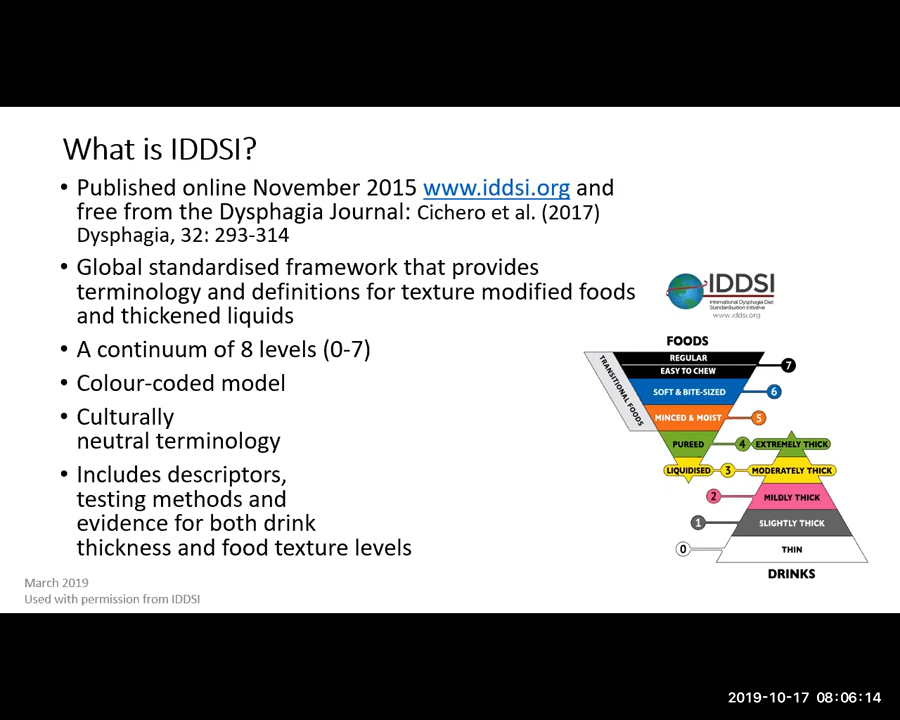 What is IDDSI?
• Published online November 2015 www.iddsi.org and
free from the Dysphagia Journal: Cichero et al. (2017)
Dysphagia, 32: 293-314
• Global standardised framework that provides
terminology and definitions for texture modified foods
and thickened liquids
• A continuum of 8 levels (0-7)
• Colour-coded model
• Culturally
neutral terminology
• Includes descriptors,
testing methods and
evidence for both drink
thickness and food texture levels
IDDSI
International Dysphagia Diet
Standardisation Initiative
www.iddsi.org
FOODS
TRANSITIONAL FOODS
REGULAR
EASY TO CHEW
7
SOFT & BITE-SIZED
6
MINCED & MOIST
5
PUREED
4
EXTREMELY THICK
LIQUIDISED
3
MODERATELY THICK
2
MILDLY THICK
1
SLIGHTLY THICK
0
THIN
DRINKS
March 2019
Used with permission from IDDSI
2019-10-17 08:06:14